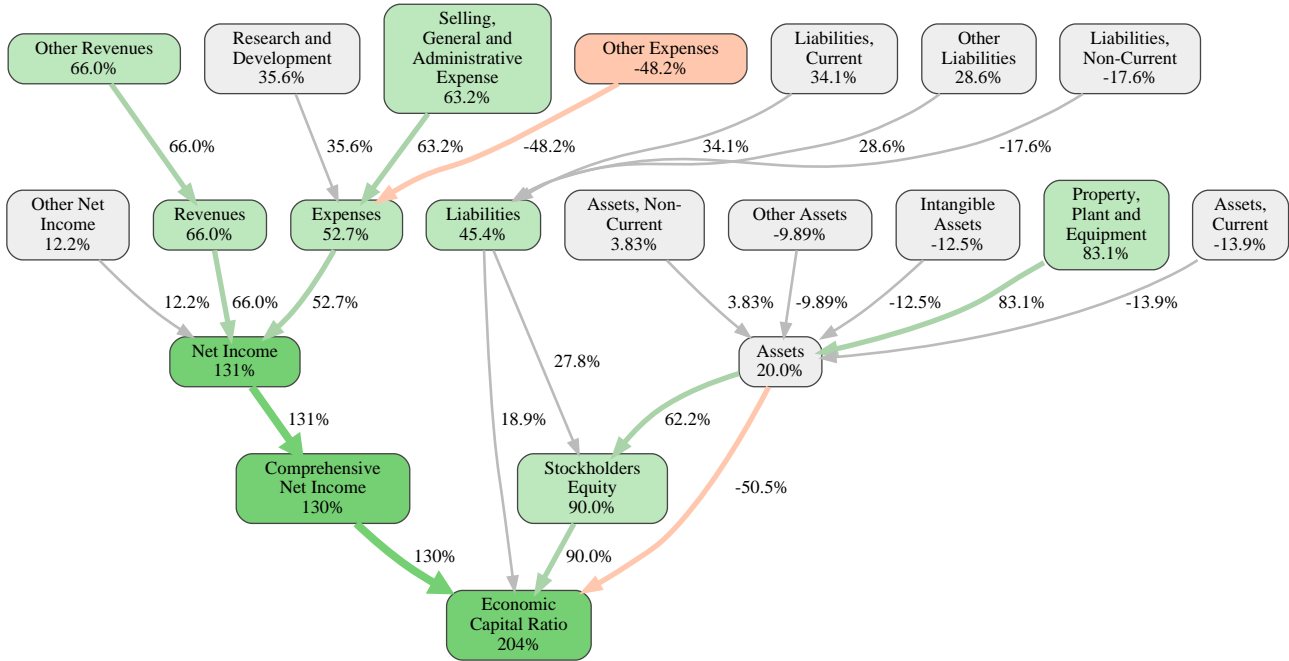 Other Revenues
66.0%
Research and
Development
35.6%
Selling,
General and
Administrative
Expense
63.2%
Other Expenses
-48.2%
Liabilities,
Current
34.1%
Other
Liabilities
28.6%
Liabilities,
Non-Current
-17.6%
66.0%
35.6%
63.2%
-48.2%
34.1%
28.6%
-17.6%
Other Net
Income
12.2%
Revenues
66.0%
Expenses
52.7%
Liabilities
45.4%
Assets, Non-
Current
3.83%
Other Assets
-9.89%
Intangible
Assets
-12.5%
Property,
Plant and
Equipment
83.1%
Assets,
Current
-13.9%
12.2%
66.0%
52.7%
3.83%
-9.89%
-12.5%
83.1%
-13.9%
Net Income
131%
27.8%
Assets
20.0%
131%
18.9%
62.2%
Comprehensive
Net Income
130%
Stockholders
Equity
90.0%
-50.5%
130%
90.0%
Economic
Capital Ratio
204%